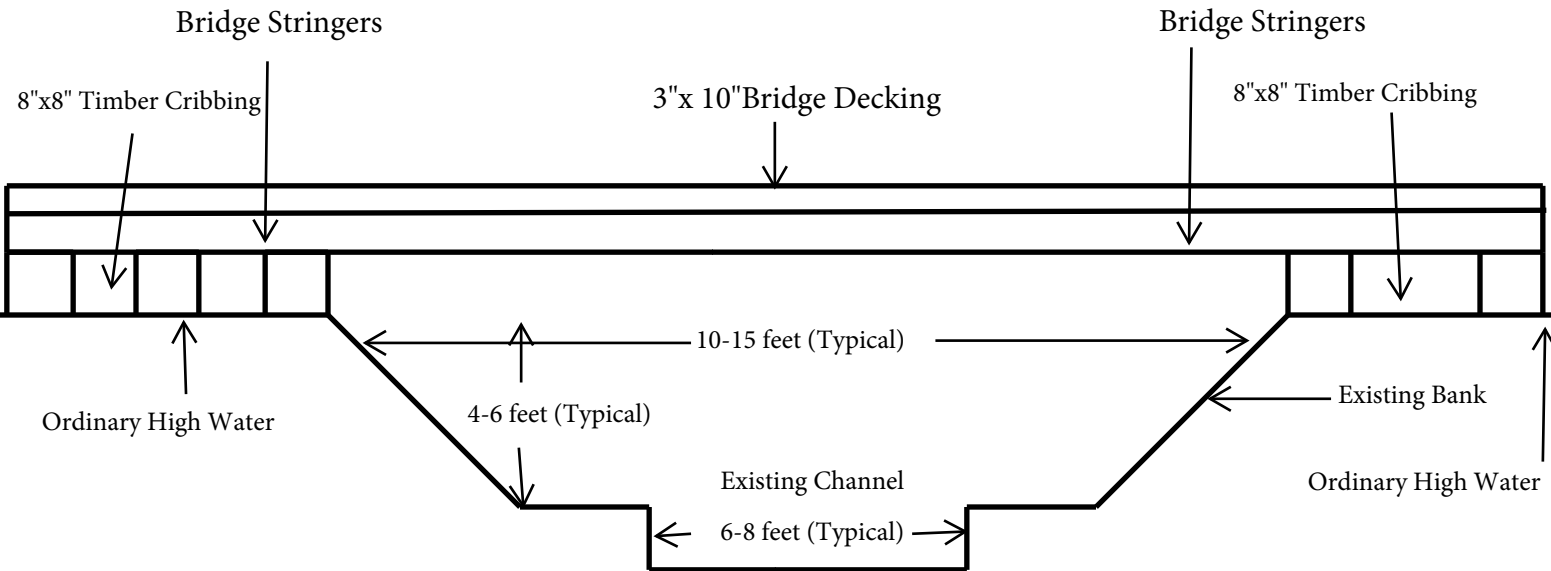 Bridge Stringers
Bridge Stringers
8"x8" Timber Cribbing
3"x 10"Bridge Decking
8"x8" Timber Cribbing
10-15 feet (Typical)
4-6 feet (Typical)
Existing Bank
Ordinary High Water
Existing Channel
Ordinary High Water
6-8 feet (Typical)